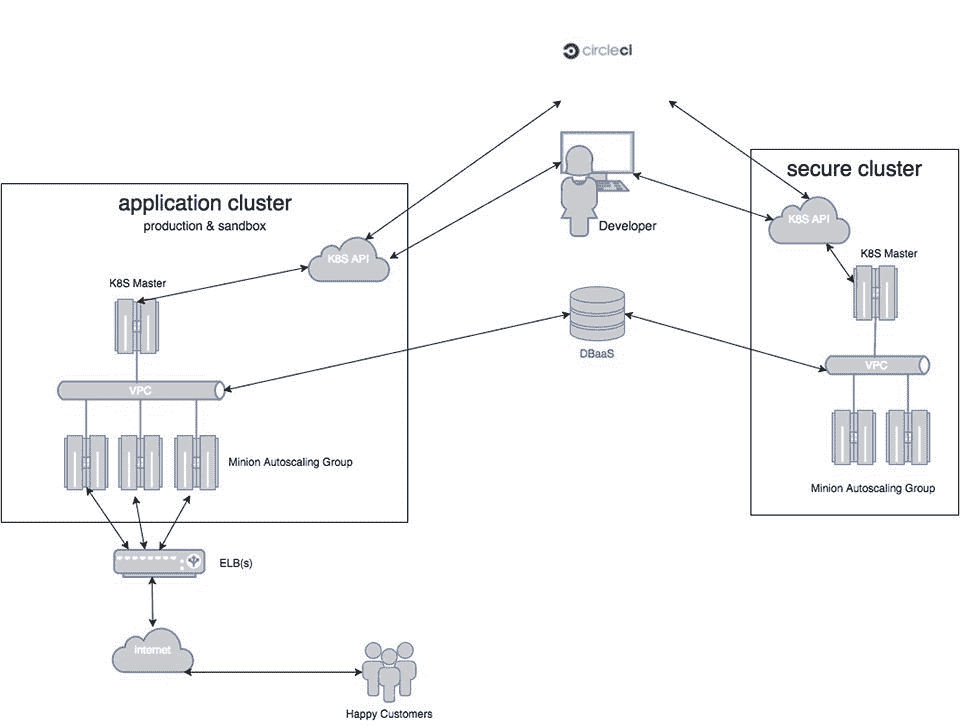 circleci
secure cluster
application cluster
production & sandbox
K8S API
Developer
K8S API
K8S Master
K8S Master
DBaaS
VPC
VPC
Minion Autoscaling Group
Minion Autoscaling Group
ELB(s)
Internet
Happy Customers